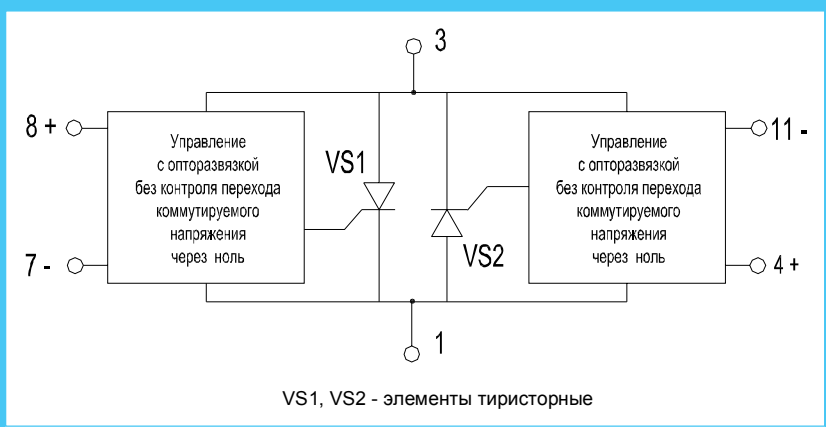 3
8 +
Управление
с опторазвязкой
без контроля перехода
коммутируемого
напряжения
через ноль
7 -
VS1
VS2
Управление
с опторазвязкой
без контроля перехода
коммутируемого
напряжения
через ноль
11 -
4 +
1
VS1, VS2 - элементы тиристорные